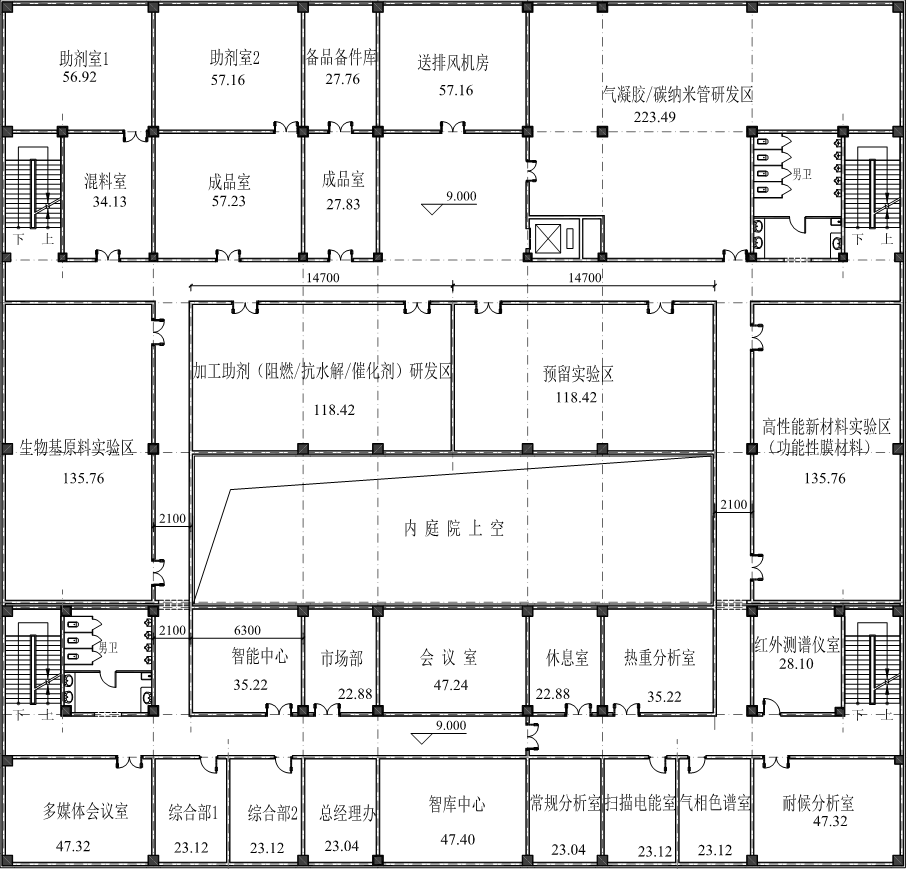 助剂室1
56.92
助剂室2
57.16
备品备件库
27.76
送排风机房
57.16
气凝胶/碳纳米管研发区
223.49
混料室
34.13
成品室
57.23
成品室
27.83
9.000
男卫
下 上
下 上
14700
14700
加工助剂（阻燃/抗水解/催化剂）研发区
118.42
预留实验区
118.42
生物基原料实验区
135.76
高性能新材料实验区
（功能性膜材料）
135.76
2100
2100
内庭院上空
2100
6300
男卫
智能中心
35.22
市场部
22.88
会议室
47.24
休息室
22.88
热重分析室
35.22
红外测谱仪室
28.10
下 上
下 上
9.000
多媒体会议室
47.32
综合部1
23.12
综合部2
23.12
总经理办
23.04
智库中心
47.40
常规分析室
23.04
扫描电能室
23.12
气相色谱室
23.12
耐候分析室
47.32